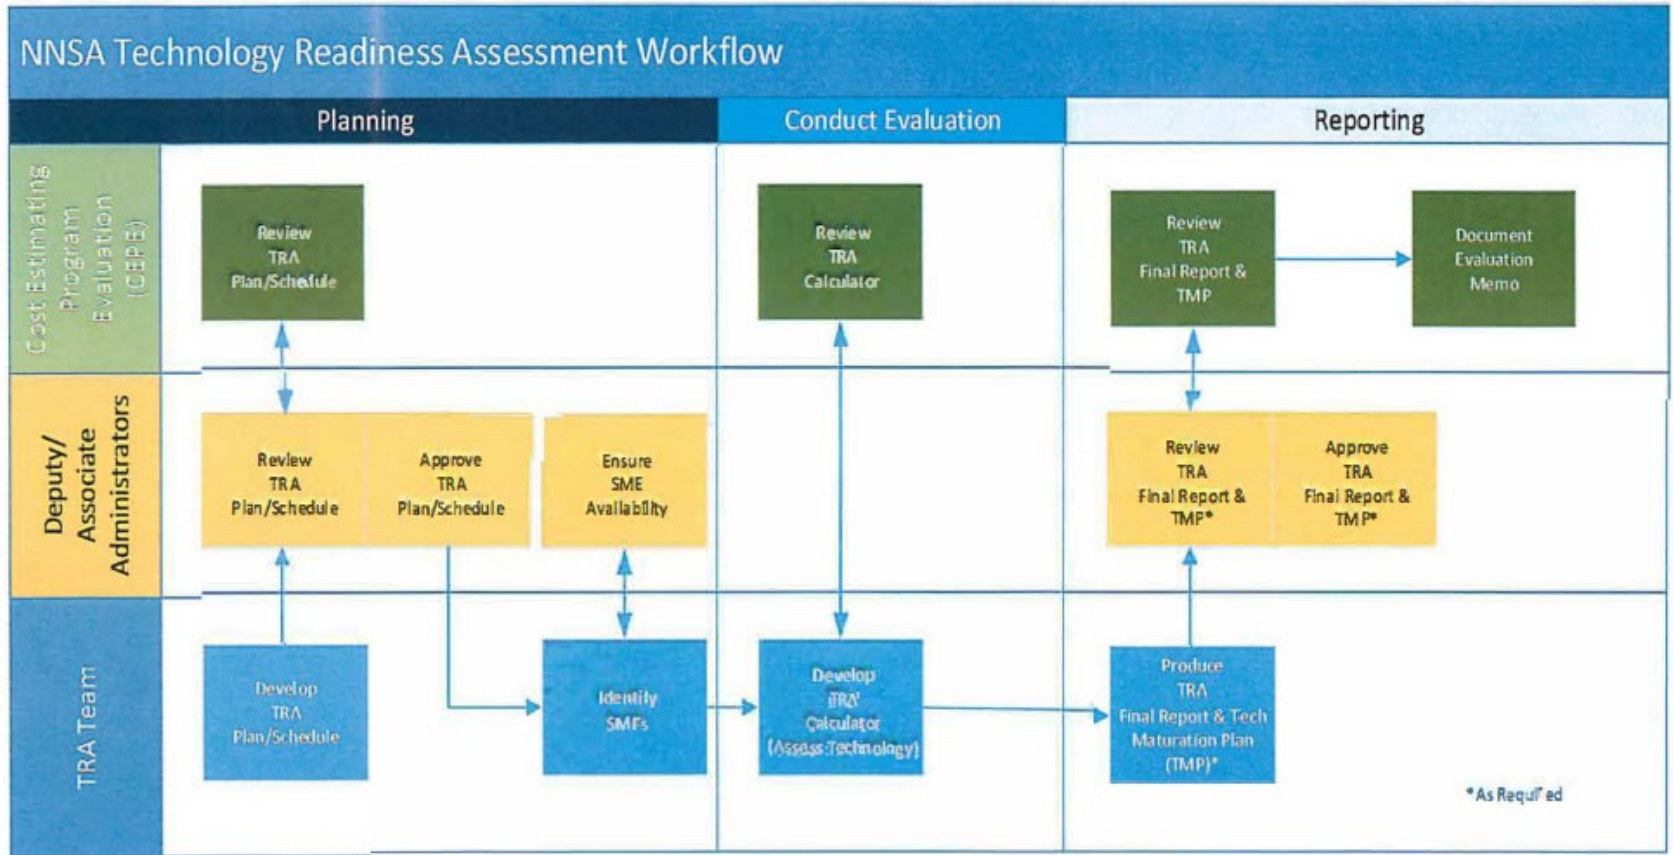 NNSA Technology Readiness Assessment Workflow
Planning
Conduct Evaluation
Reporting
Cost Estimating
Program
Evaluation
(CEPE)
Review
TRA
Plan/Schedule
Review
TRA
Calculator
Review
TRA
Final Report &
TMP
Document
Evaluation
Memo
Deputy/
Associate
Administrators
Review
TRA
Plan/Schedule
Approve
TRA
Plan/Schedule
Ensure
SME
Availability
Review
TRA
Final Report &
TMP*
Approve
TRA
Final Report &
TMP*
TRA Team
Develop
TRA
Plan/Schedule
Identify
SMEs
Develop
TRA
Calculator
(Assess Technology)
Produce
TRA
Final Report & Tech
Maturation Plan
(TMP)*
*As Required